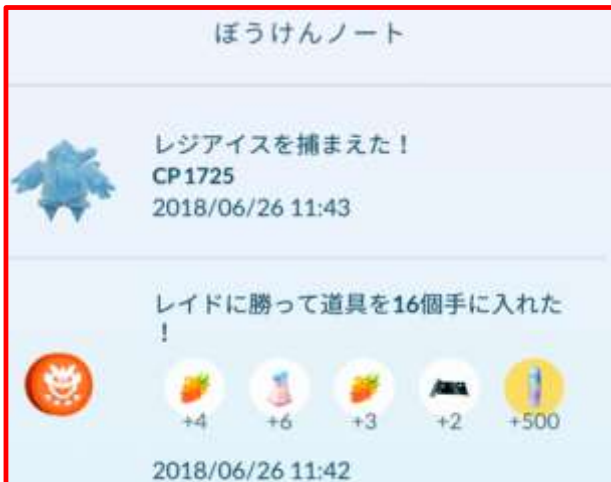 ぼうけんノート
レジアイスを捕まえた！
CP1725
2018/06/26 11:43
レイドに勝って道具を16個手に入れた
！
+4 +6 +3 +2 +500
2018/06/26 11:42